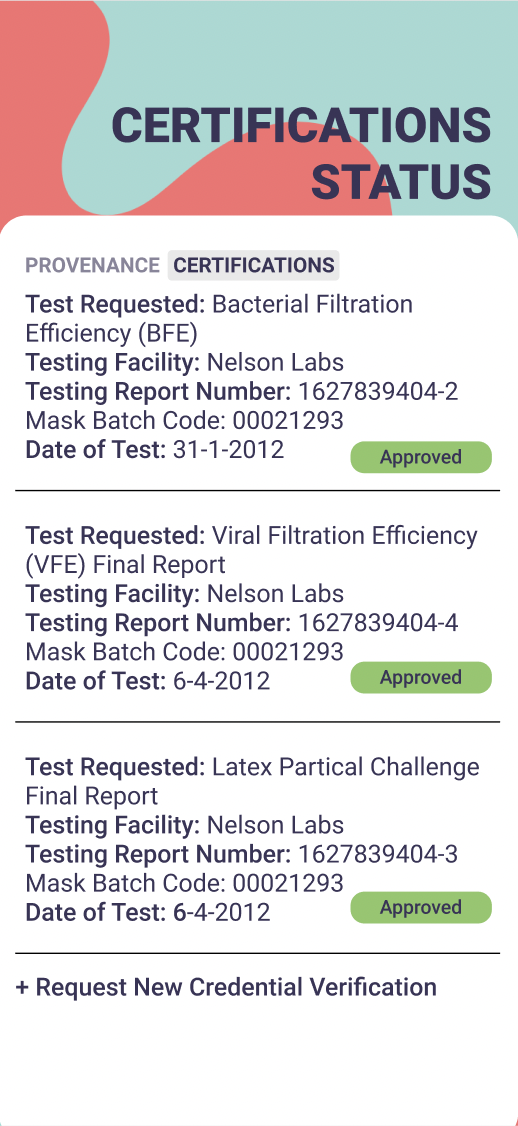 CERTIFICATIONS
STATUS
PROVENANCE CERTIFICATIONS
Test Requested: Bacterial Filtration
Efficiency (BFE)
Testing Facility: Nelson Labs
Testing Report Number: 1627839404-2
Mask Batch Code: 00021293
Date of Test: 31-1-2012
Approved
Test Requested: Viral Filtration Efficiency
(VFE) Final Report
Testing Facility: Nelson Labs
Testing Report Number: 1627839404-4
Mask Batch Code: 00021293
Date of Test: 6-4-2012
Approved
Test Requested: Latex Partical Challenge
Final Report
Testing Facility: Nelson Labs
Testing Report Number: 1627839404-3
Mask Batch Code: 00021293
Date of Test: 6-4-2012
Approved
+ Request New Credential Verification